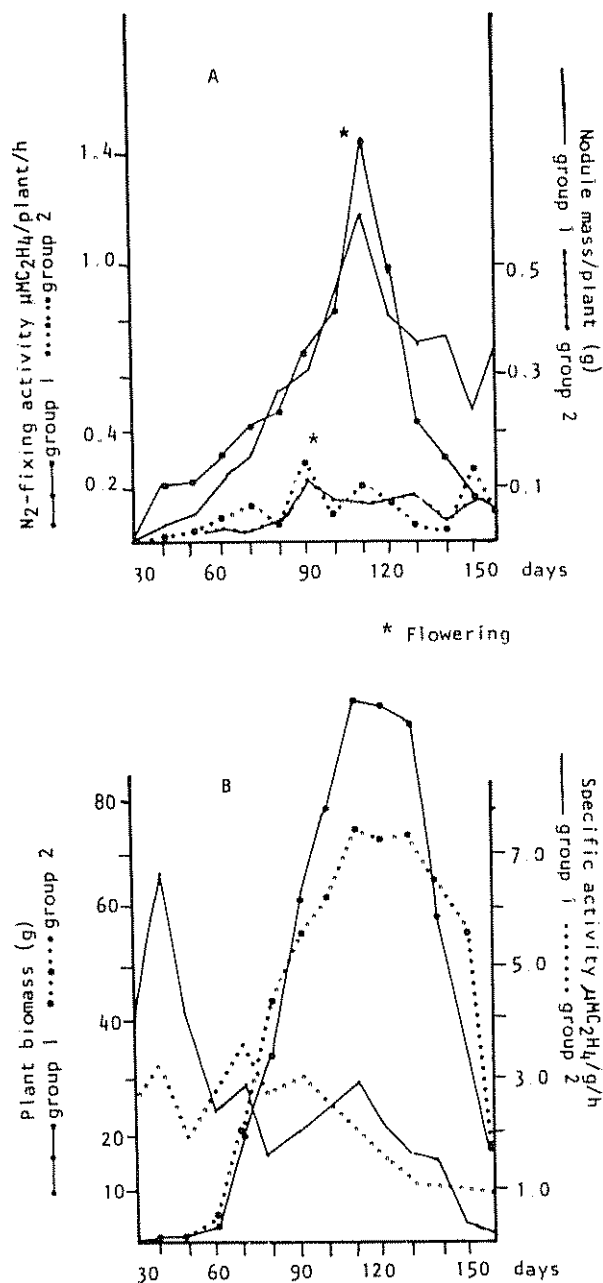 A
N2-fixing activity µMC2H4/plant/h
group 1 group 2
1.4
1.0
0.4
0.2
*
*
Nodule mass/plant (g)
group 1 group 2
0.5
0.3
0.1
30 60 90 120 150 days
* Flowering
B
Plant biomass (g)
group 1 group 2
80
60
40
20
10
Specific activity µMC2H4/g/h
group 1 group 2
7.0
5.0
3.0
1.0
30 60 90 120 150 days